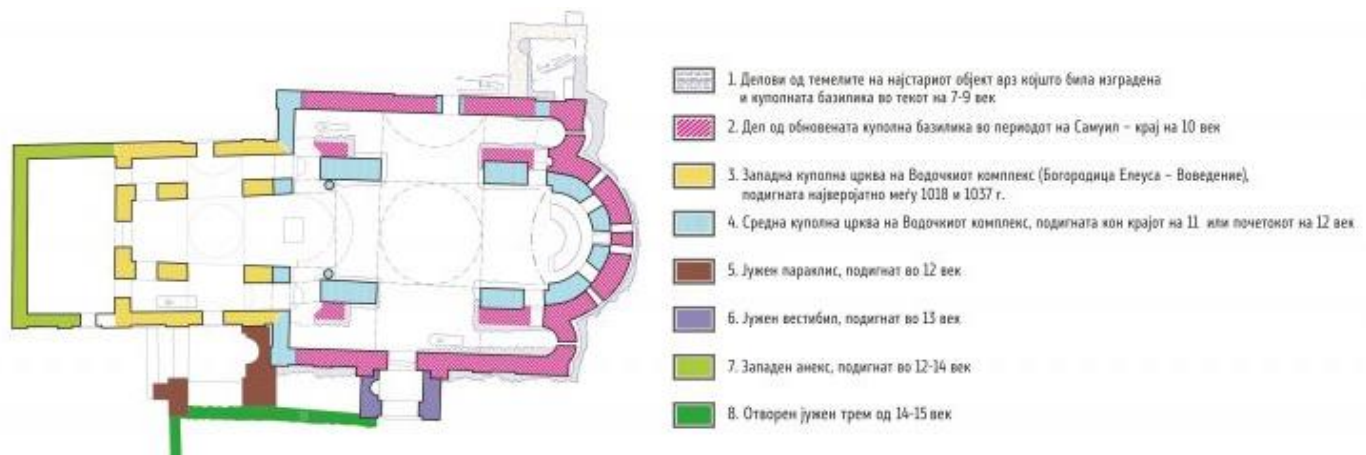 1. Делови од темелите на најстариот објект врз којшто била изградена
и куполната базилика во текот на 7-9 век
2. Дел од обновената куполна базилика во периодот на Самуил – крај на 10 век
3. Западна куполна црква на Водочкиот комплекс (Богородица Елеуса – Воведение),
подигната најверојатно меѓу 1018 и 1037 г.
4. Средна куполна црква на Водочкиот комплекс, подигната кон крајот на 11 или почетокот на 12 век
5. Јужен параклис, подигнат во 12 век
6. Јужен вестибил, подигнат во 13 век
7. Западен анекс, подигнат во 12-14 век
8. Отворен јужен трем од 14-15 век